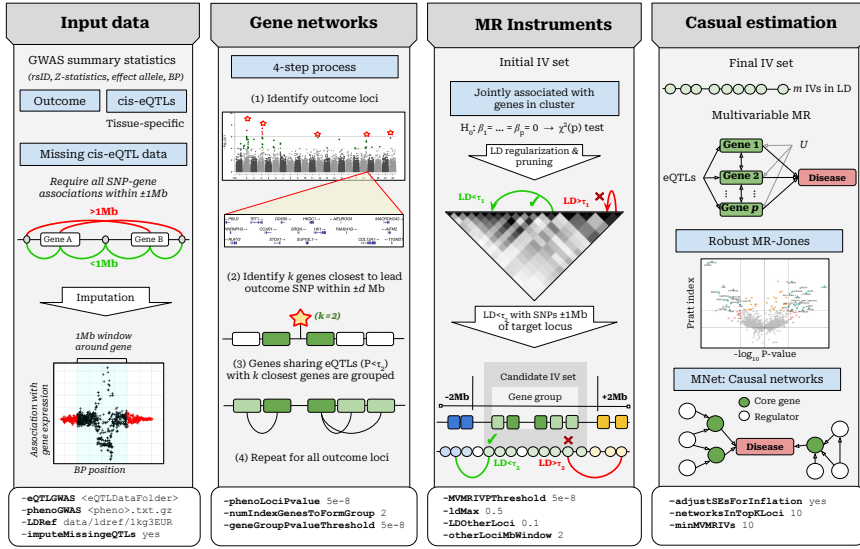 Input data
GWAS summary statistics
(rsID, Z-statistics, effect allele, BP)
Outcome
cis-eQTLs
Tissue-specific
Missing cis-eQTL data
Require all SNP-gene
associations within ±1Mb
>1Mb
Gene A
Gene B
<1Mb
Imputation
1Mb window
around gene
Association with
gene expression
BP position
-eQTLGWAS <eQTLDataFolder>
-phenoGWAS <pheno>.txt.gz
-LDRef data/ldref/1kg3EUR
-imputeMissingeQTLs yes
Gene networks
4-step process
(1) Identify outcome loci
(2) Identify k genes closest to lead
outcome SNP within ±d Mb
(k=2)
(3) Genes sharing eQTLs (P<τ2)
with k closest genes are grouped
(4) Repeat for all outcome loci
-phenoLociPvalue 5e-8
-numIndexGenesToFormGroup 2
-geneGroupPvalueThreshold 5e-8
MR Instruments
Initial IV set
Jointly associated with
genes in cluster
H0: β1= ... = βp= 0 → χ2(p) test
LD regularization &
pruning
LD<τ1
LD>τ1
LD<τ2 with SNPs ±1Mb
of target locus
Candidate IV set
-2Mb
Gene group
+2Mb
LD<τ2
LD>τ2
-MVMRIVPThreshold 5e-8
-ldMax 0.5
-LDOtherLoci 0.1
-otherLociMbWindow 2
Casual estimation
Final IV set
m IVs in LD
Multivariable MR
Gene 1
U
eQTLs
Gene 2
Disease
Gene p
Robust MR-Jones
Pratt index
-log10 P-value
MNet: Causal networks
Core gene
Regulator
Disease
-adjustSEsForInflation yes
-networksInTopKLoci 10
-minMVMRIVs 10